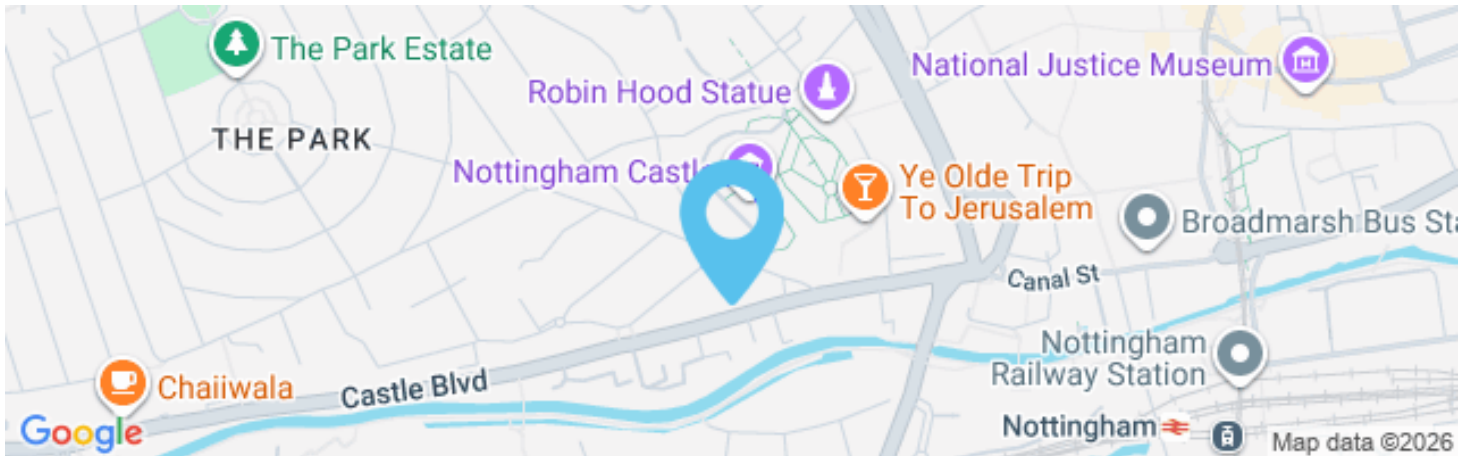 The Park Estate
THE PARK
Robin Hood Statue
National Justice Museum
Nottingham Castle
Ye Olde Trip
To Jerusalem
Broadmarsh Bus Sta
Canal St
Nottingham
Railway Station
Chaiiwala
Castle Blvd
Nottingham
Google
Map data ©2026